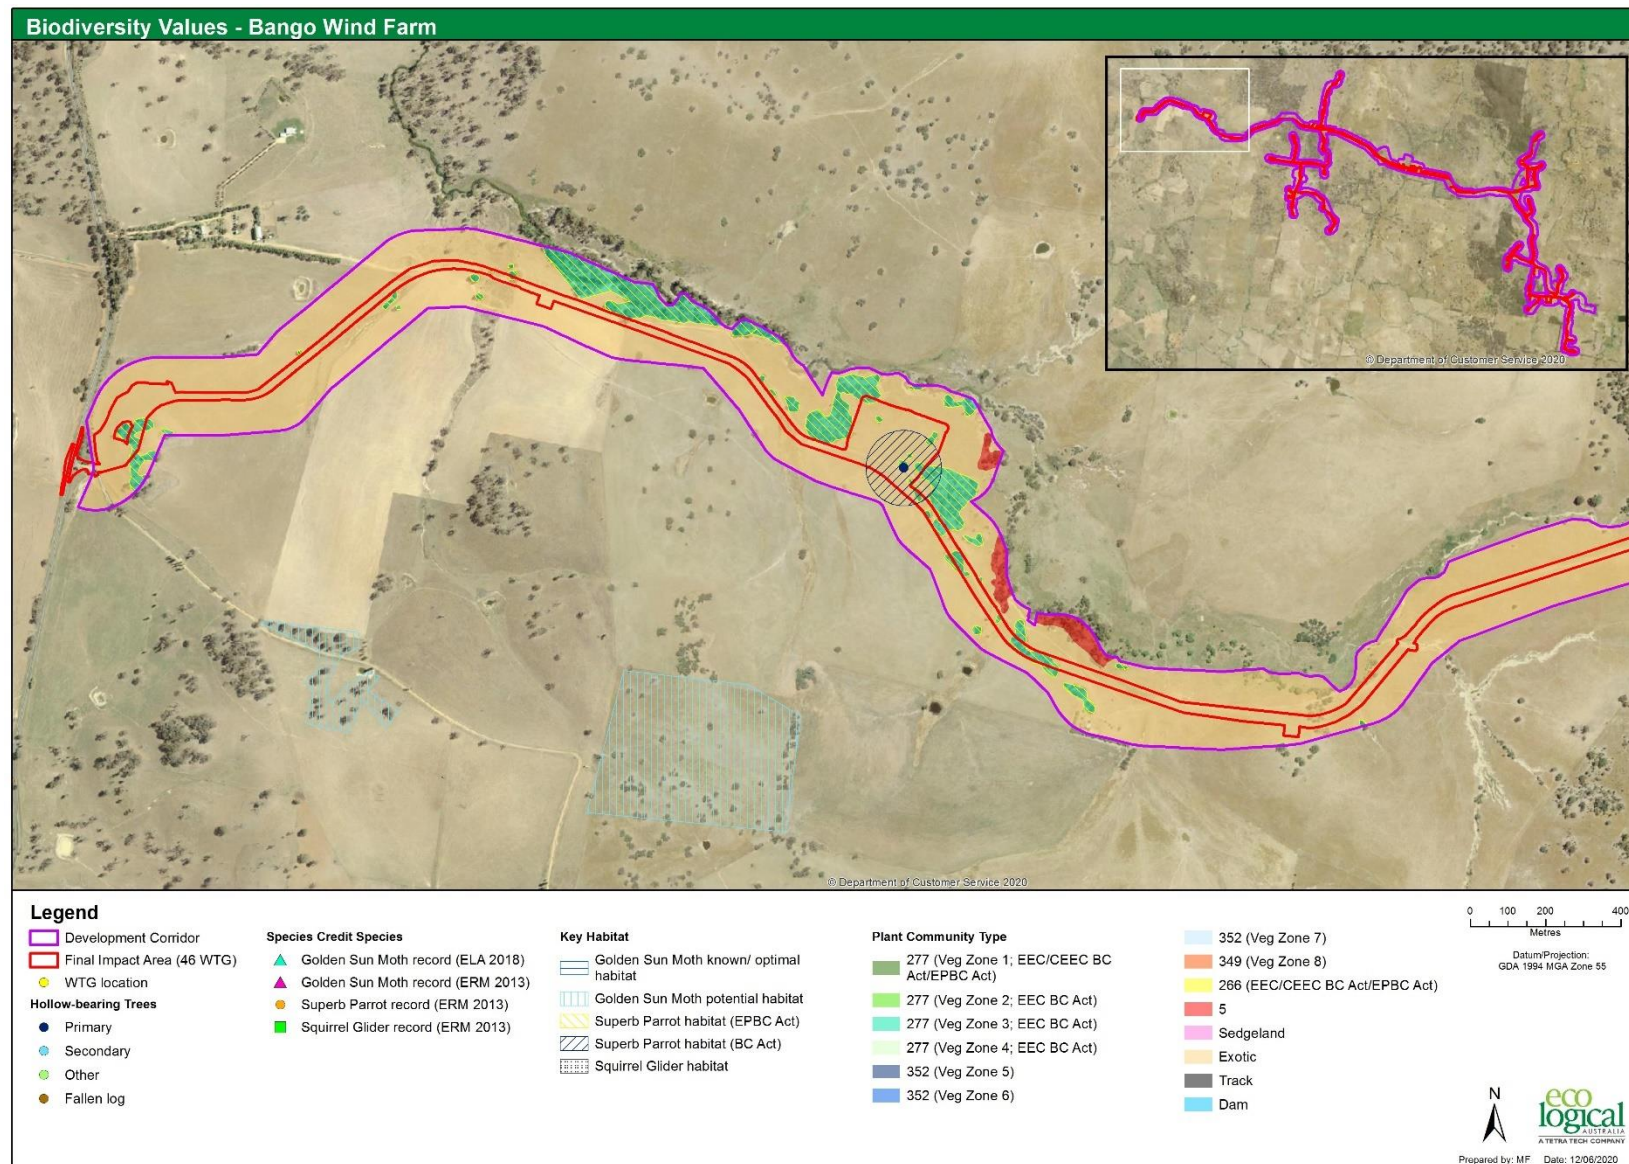 Biodiversity Values - Bango Wind Farm
© Department of Customer Service 2020
© Department of Customer Service 2020
Legend
Development Corridor
Final Impact Area (46 WTG)
WTG location
Hollow-bearing Trees
Primary
Secondary
Other
Fallen log
Species Credit Species
Golden Sun Moth record (ELA 2018)
Golden Sun Moth record (ERM 2013)
Superb Parrot record (ERM 2013)
Squirrel Glider record (ERM 2013)
Key Habitat
Golden Sun Moth known/ optimal
habitat
Golden Sun Moth potential habitat
Superb Parrot habitat (EPBC Act)
Superb Parrot habitat (BC Act)
Squirrel Glider habitat
Plant Community Type
277 (Veg Zone 1; EEC/CEEC BC
Act/EPBC Act)
277 (Veg Zone 2; EEC BC Act)
277 (Veg Zone 3; EEC BC Act)
277 (Veg Zone 4; EEC BC Act)
352 (Veg Zone 5)
352 (Veg Zone 6)
352 (Veg Zone 7)
349 (Veg Zone 8)
266 (EEC/CEEC BC Act/EPBC Act)
5
Sedgeland
Exotic
Track
Dam
0 100 200 400
Metres
Datum/Projection:
GDA 1994 MGA Zone 55
N
eco
logical
AUSTRALIA
A TETRA TECH COMPANY
Prepared by: MF Date: 12/06/2020